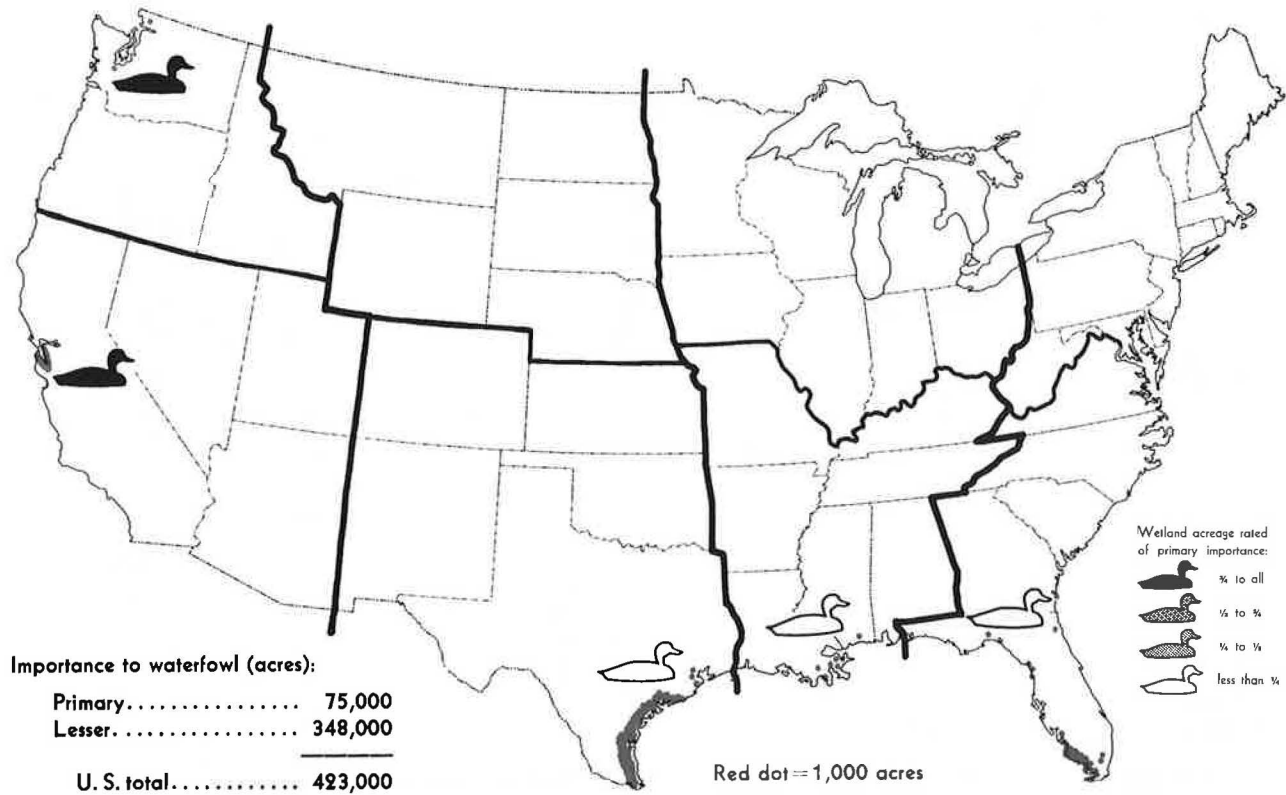 Wetland acreage rated
of primary importance:
¾ to all
½ to ¾
¼ to ½
less than ¼
Importance to waterfowl (acres):
Primary................. 75,000
Lesser................ 348,000
U. S. total............ 423,000
Red dot = 1,000 acres